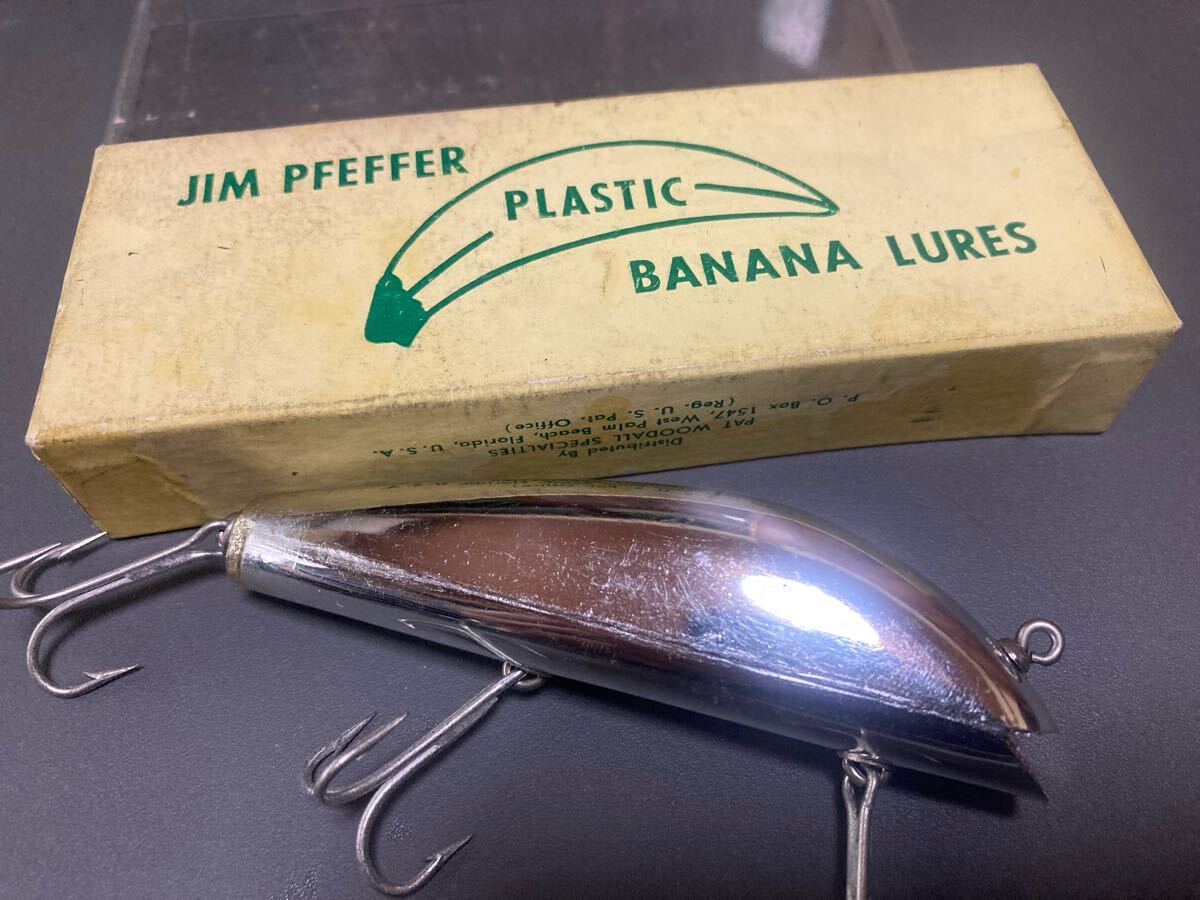 JIM PFEFFER
PLASTIC
BANANA LURES
Distributed By
PAT WOODALL SPECIALTIES
P. O. Box 1547, West Palm Beach, Florida, U. S. A.
(Reg. U. S. Pat. Office)